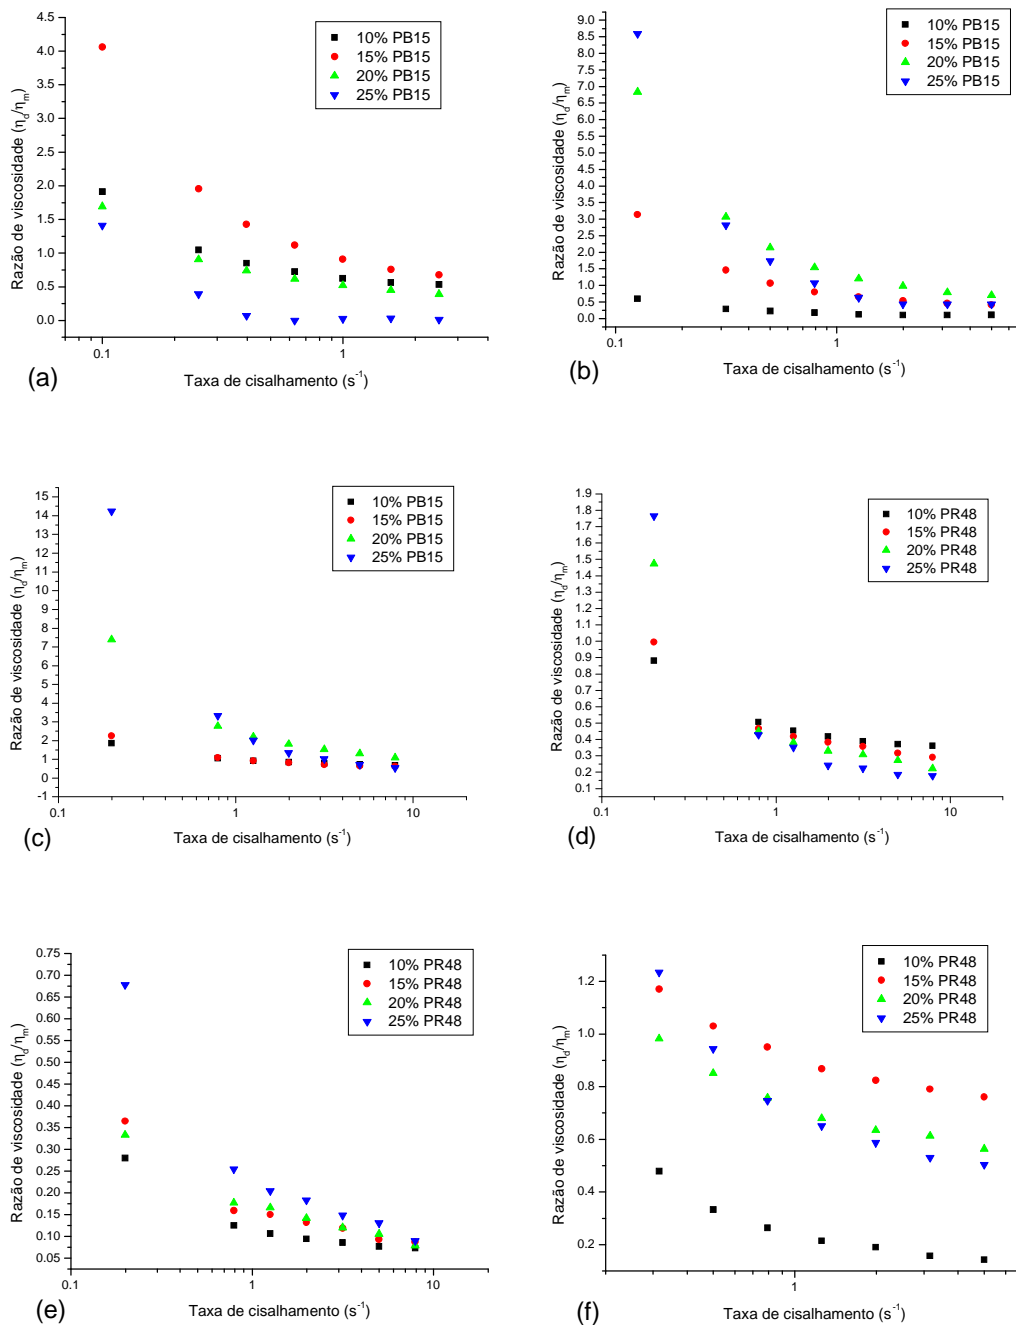 4.5
4.0
3.5
3.0
2.5
2.0
1.5
1.0
0.5
0.0
0.1
1
Razão de viscosidade (ηd/ηm)
Taxa de cisalhamento (s-1)
10% PB15
15% PB15
20% PB15
25% PB15
(a)
9.0
8.5
8.0
7.5
7.0
6.5
6.0
5.5
5.0
4.5
4.0
3.5
3.0
2.5
2.0
1.5
1.0
0.5
0.0
0.1
1
Razão de viscosidade (ηd/ηm)
Taxa de cisalhamento (s-1)
10% PB15
15% PB15
20% PB15
25% PB15
(b)
15
14
13
12
11
10
9
8
7
6
5
4
3
2
1
0
-1
0.1
1
10
Razão de viscosidade (ηd/ηm)
Taxa de cisalhamento (s-1)
10% PB15
15% PB15
20% PB15
25% PB15
(c)
1.9
1.8
1.7
1.6
1.5
1.4
1.3
1.2
1.1
1.0
0.9
0.8
0.7
0.6
0.5
0.4
0.3
0.2
0.1
0.1
1
10
Razão de viscosidade (ηd/ηm)
Taxa de cisalhamento (s-1)
10% PR48
15% PR48
20% PR48
25% PR48
(d)
0.75
0.70
0.65
0.60
0.55
0.50
0.45
0.40
0.35
0.30
0.25
0.20
0.15
0.10
0.05
0.1
1
10
Razão de viscosidade (ηd/ηm)
Taxa de cisalhamento (s-1)
10% PR48
15% PR48
20% PR48
25% PR48
(e)
1.2
1.0
0.8
0.6
0.4
0.2
1
Razão de viscosidade (ηd/ηm)
Taxa de cisalhamento (s-1)
10% PR48
15% PR48
20% PR48
25% PR48
(f)